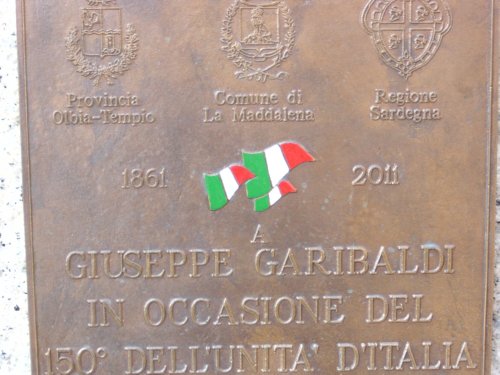 Provincia Comune di Regione
Olbia-Tempio La Maddalena Sardegna
1861 2011
A
GIUSEPPE GARIBALDI
IN OCCASIONE DEL
150° DELL'UNITA' D'ITALIA